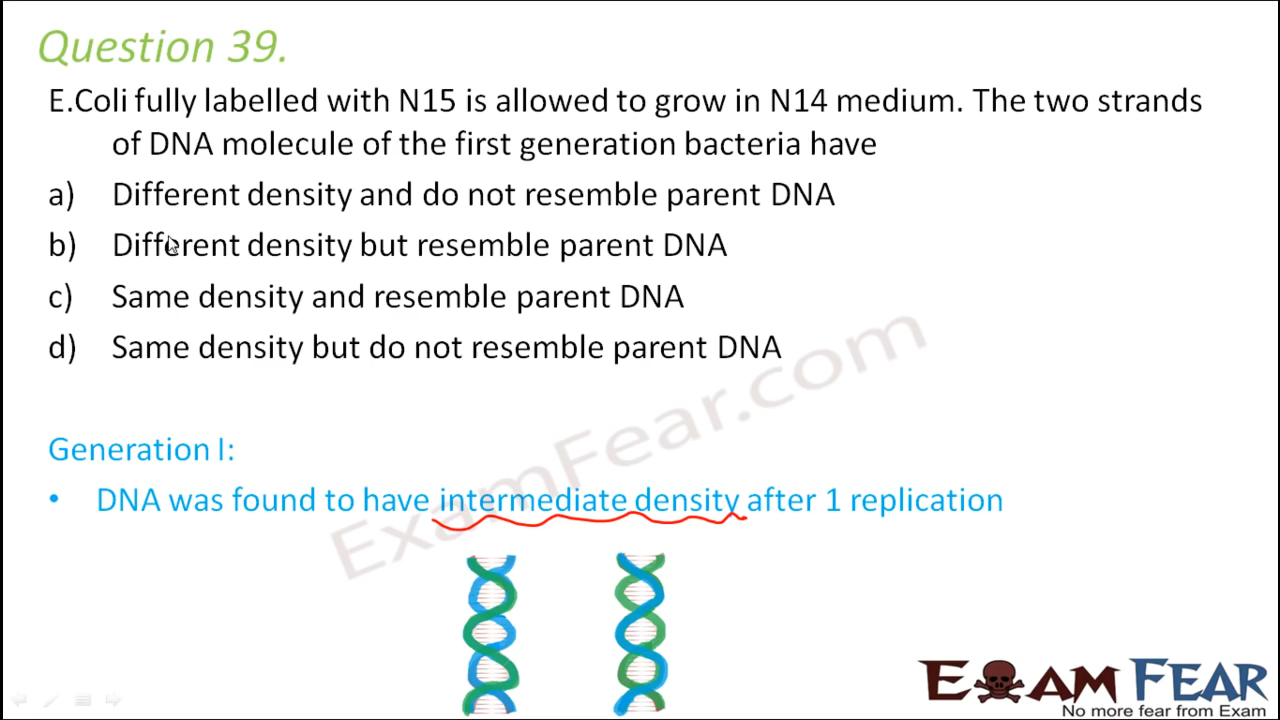 Question 39.
E.Coli fully labelled with N15 is allowed to grow in N14 medium. The two strands
of DNA molecule of the first generation bacteria have
a) Different density and do not resemble parent DNA
b) Different density but resemble parent DNA
c) Same density and resemble parent DNA
d) Same density but do not resemble parent DNA
Generation I:
• DNA was found to have intermediate density after 1 replication
ExamFear.com
EXAM FEAR
No more fear from Exam